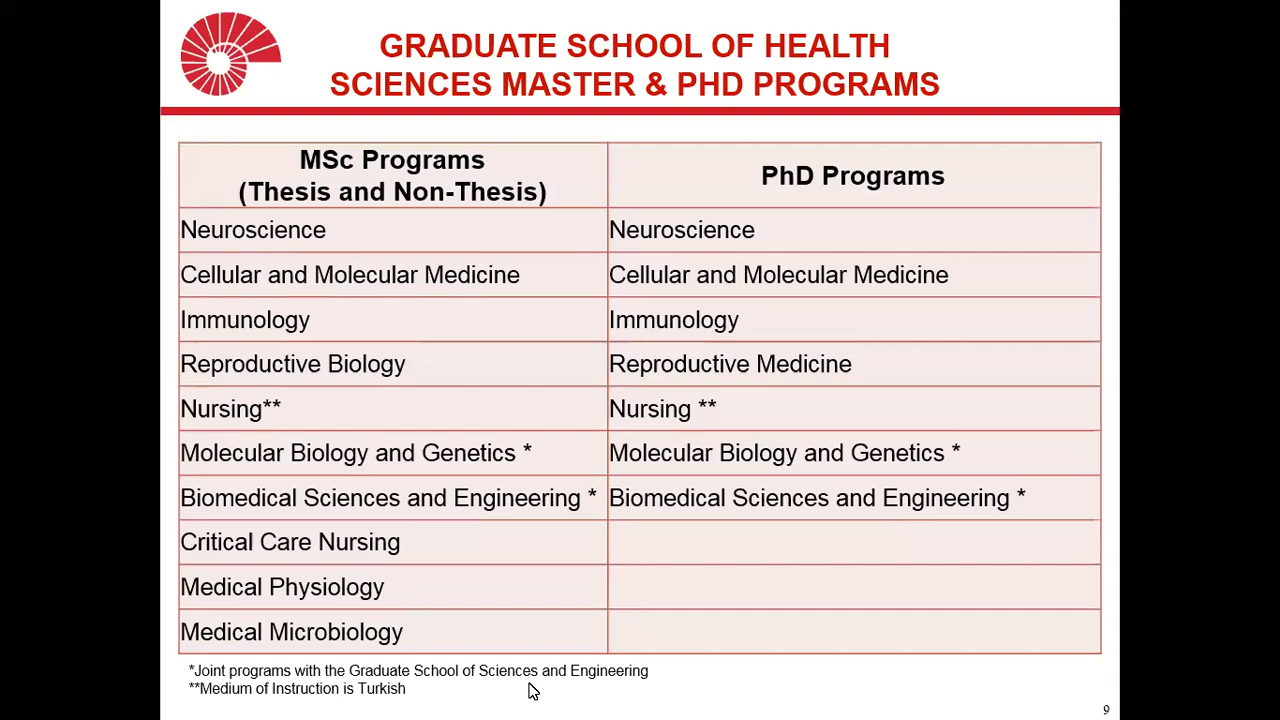 GRADUATE SCHOOL OF HEALTH
SCIENCES MASTER & PHD PROGRAMS
MSc Programs
(Thesis and Non-Thesis)
PhD Programs
Neuroscience
Neuroscience
Cellular and Molecular Medicine
Cellular and Molecular Medicine
Immunology
Immunology
Reproductive Biology
Reproductive Medicine
Nursing**
Nursing **
Molecular Biology and Genetics *
Molecular Biology and Genetics *
Biomedical Sciences and Engineering *
Biomedical Sciences and Engineering *
Critical Care Nursing
Medical Physiology
Medical Microbiology
*Joint programs with the Graduate School of Sciences and Engineering
**Medium of Instruction is Turkish
9